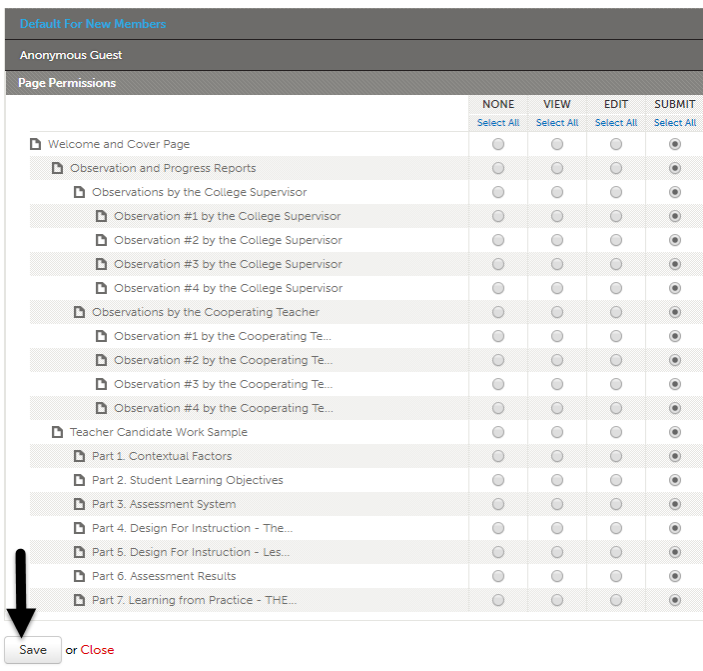 Default For New Members
Anonymous Guest
Page Permissions
NONE VIEW EDIT SUBMIT
Select All Select All Select All Select All
Welcome and Cover Page
Observation and Progress Reports
Observations by the College Supervisor
Observation #1 by the College Supervisor
Observation #2 by the College Supervisor
Observation #3 by the College Supervisor
Observation #4 by the College Supervisor
Observations by the Cooperating Teacher
Observation #1 by the Cooperating Te...
Observation #2 by the Cooperating Te...
Observation #3 by the Cooperating Te...
Observation #4 by the Cooperating Te...
Teacher Candidate Work Sample
Part 1. Contextual Factors
Part 2. Student Learning Objectives
Part 3. Assessment System
Part 4. Design For Instruction - The...
Part 5. Design For Instruction - Les...
Part 6. Assessment Results
Part 7. Learning from Practice - THE...
Save or Close